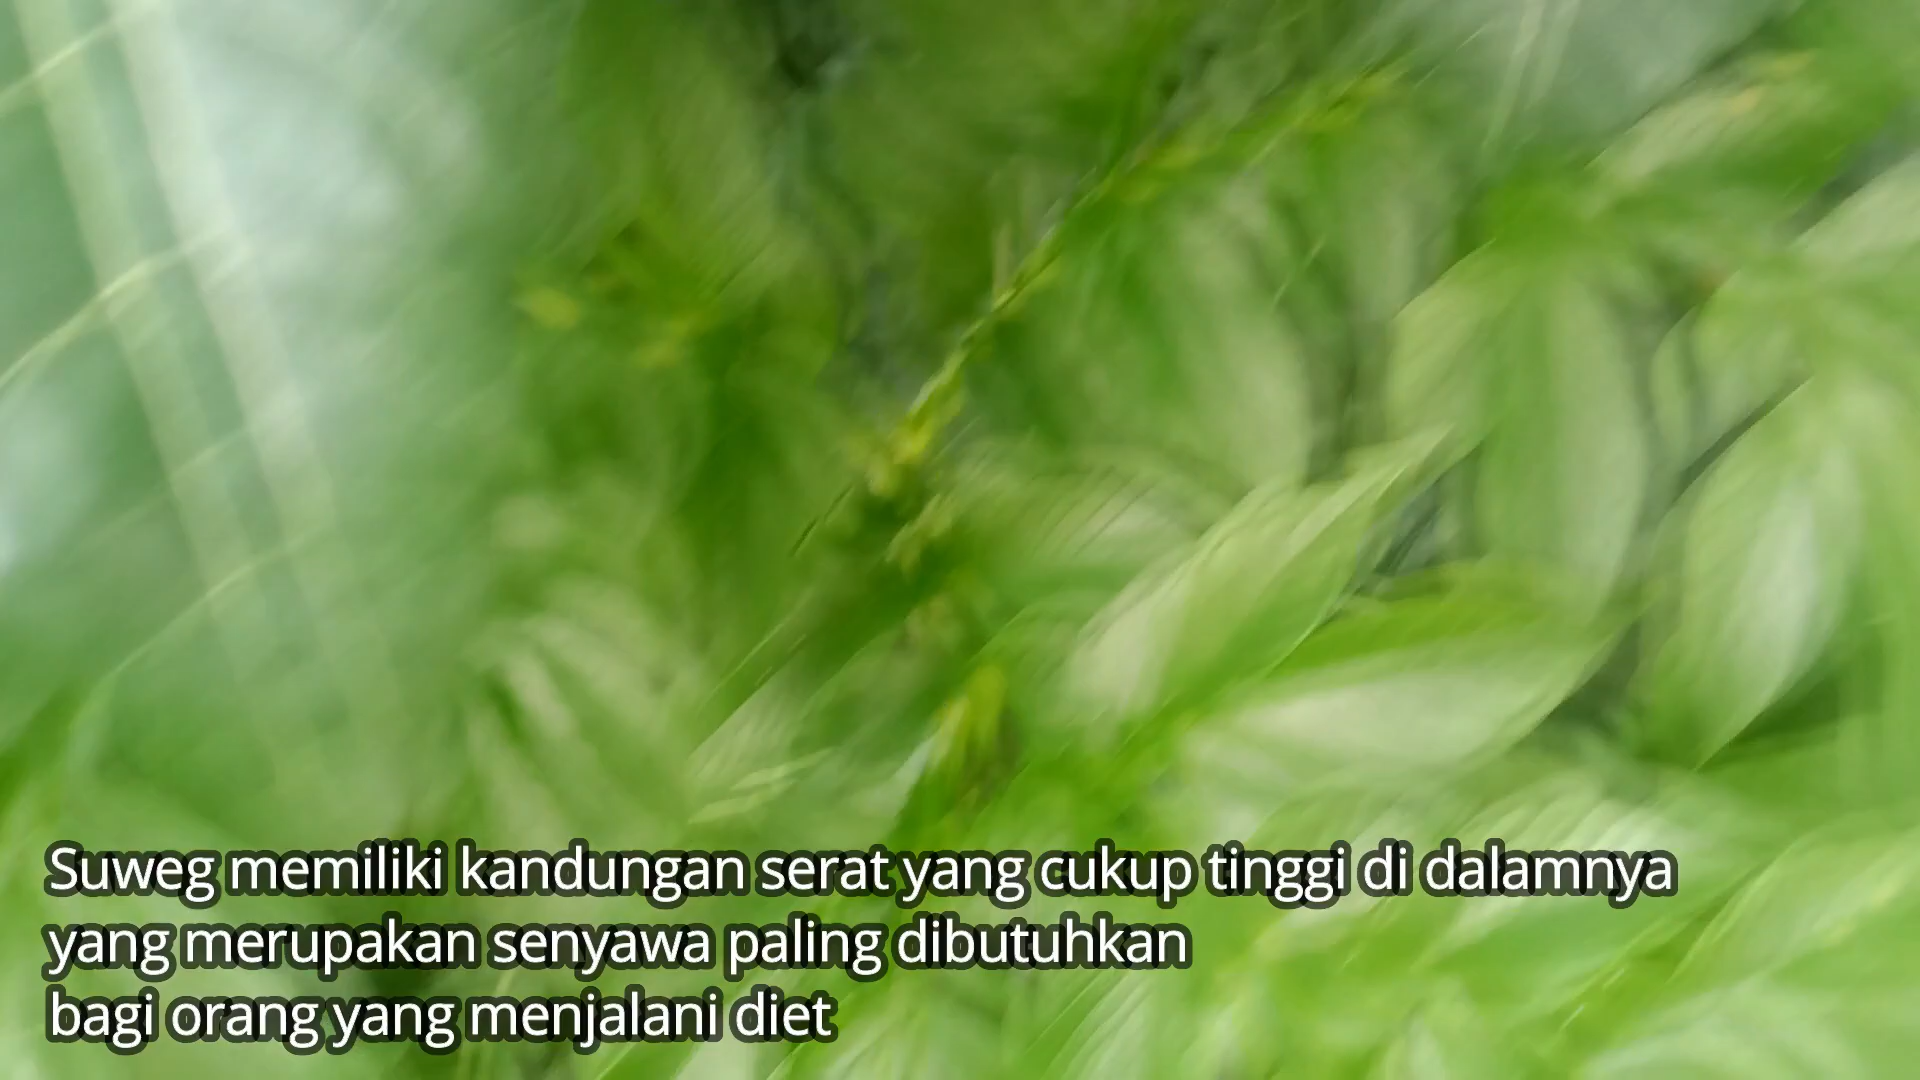 Suweg memiliki kandungan serat yang cukup tinggi di dalamnya
yang merupakan senyawa paling dibutuhkan
bagi orang yang menjalani diet